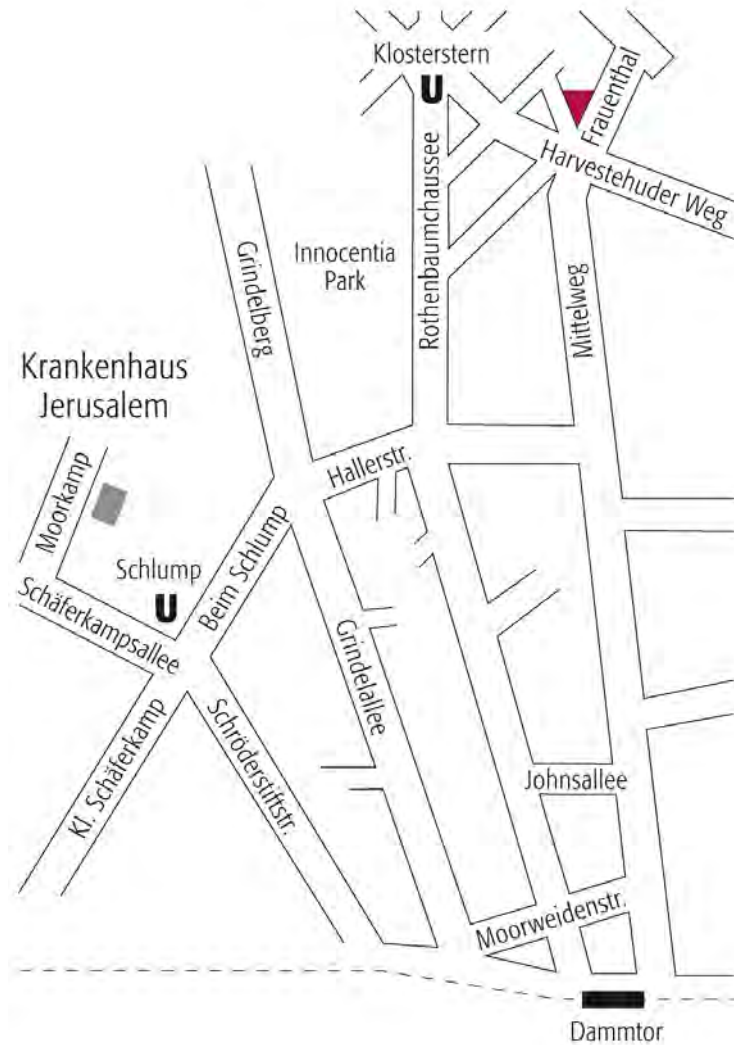 Klosterstern
U
Frauenthal
Harvestehuder Weg
Rothenbaumchaussee
Innocentia
Park
Grindelberg
Mittelweg
Krankenhaus
Jerusalem
Hallerstr.
Moorkamp
Schlump
U
Beim Schlump
Schäferkampsallee
Grindelallee
Kl. Schäferkamp
Schröderstiftstr.
Johnsallee
Moorweidenstr.
Dammtor